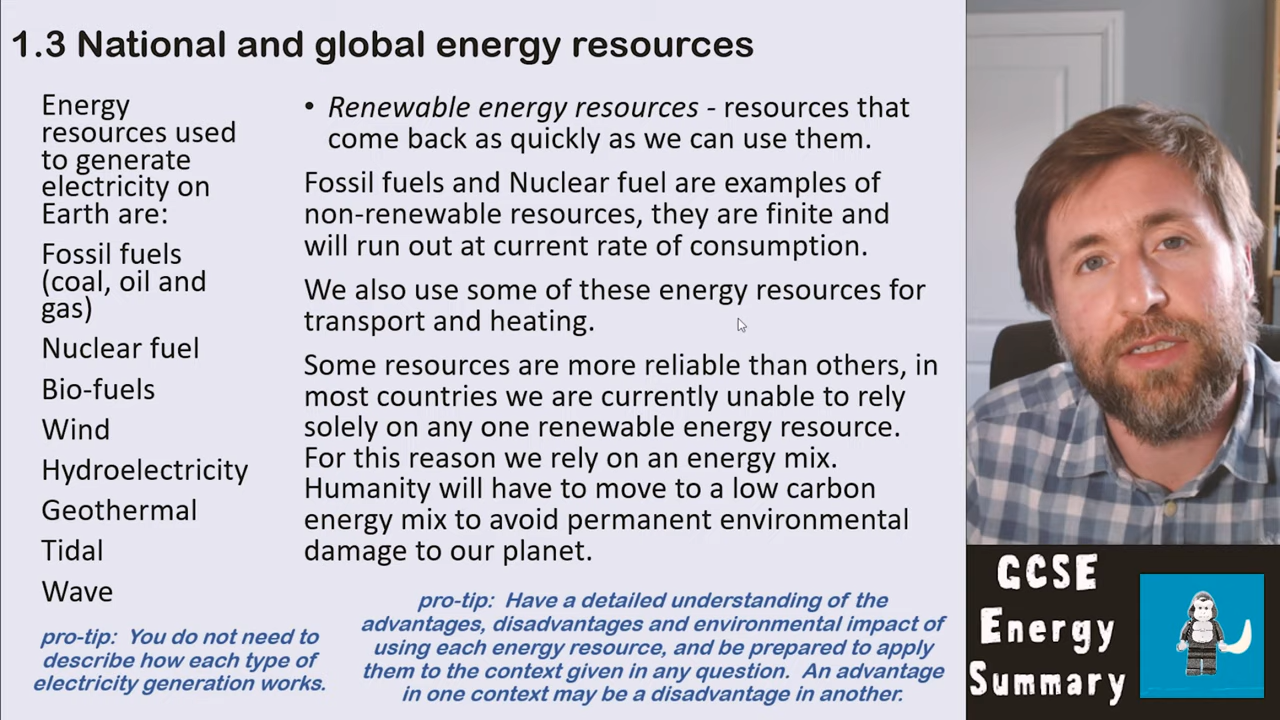 1.3 National and global energy resources
Energy
resources used
to generate
electricity on
Earth are:
Fossil fuels
(coal, oil and
gas)
Nuclear fuel
Bio-fuels
Wind
Hydroelectricity
Geothermal
Tidal
Wave
pro-tip: You do not need to
describe how each type of
electricity generation works.
• Renewable energy resources - resources that
come back as quickly as we can use them.
Fossil fuels and Nuclear fuel are examples of
non-renewable resources, they are finite and
will run out at current rate of consumption.
We also use some of these energy resources for
transport and heating.
Some resources are more reliable than others, in
most countries we are currently unable to rely
solely on any one renewable energy resource.
For this reason we rely on an energy mix.
Humanity will have to move to a low carbon
energy mix to avoid permanent environmental
damage to our planet.
pro-tip: Have a detailed understanding of the
advantages, disadvantages and environmental impact of
using each energy resource, and be prepared to apply
them to the context given in any question. An advantage
in one context may be a disadvantage in another.
GCSE
Energy
Summary